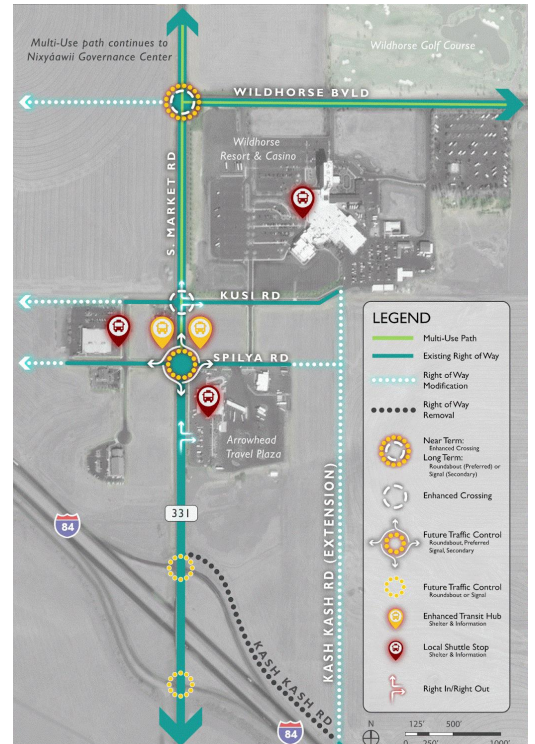 Multi-Use path continues to
Nixyáawii Governance Center
Wildhorse Golf Course
WILDHORSE BVLD
Wildhorse
Resort & Casino
S. MARKET RD
KUSI RD
SPILYA RD
Arrowhead
Travel Plaza
331
84
KASH KASH RD (EXTENSION)
KASH KASH RD
84
LEGEND
Multi-Use Path
Existing Right of Way
Right of Way
Modification
Right of Way
Removal
Near Term:
Enhanced Crossing
Long Term:
Roundabout (Preferred) or
Signal (Secondary)
Enhanced Crossing
Future Traffic Control
Roundabout, Preferred
Signal, Secondary
Future Traffic Control
Roundabout or Signal
Enhanced Transit Hub
Shelter & Information
Local Shuttle Stop
Shelter & Information
Right In/Right Out
N
125' 500'
0 250' 1000'